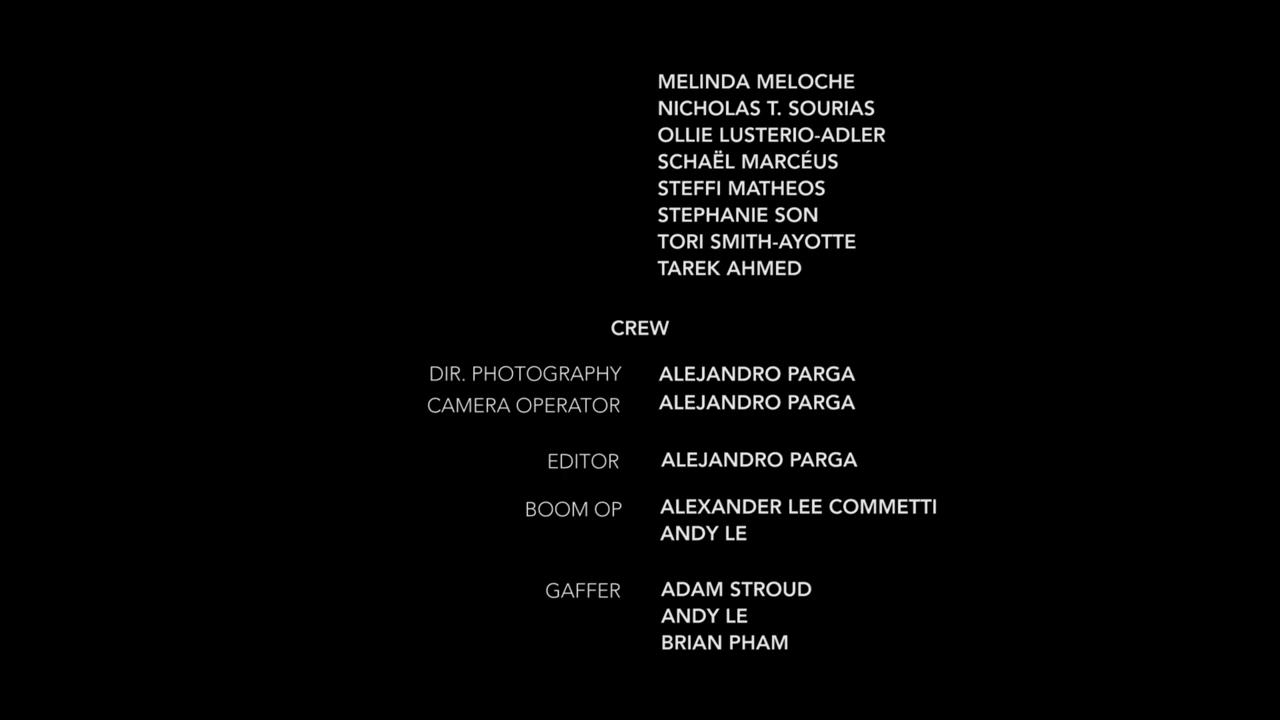 MELINDA MELOCHE
NICHOLAS T. SOURIAS
OLLIE LUSTERIO-ADLER
SCHAËL MARCÉUS
STEFFI MATHEOS
STEPHANIE SON
TORI SMITH-AYOTTE
TAREK AHMED
CREW
DIR. PHOTOGRAPHY ALEJANDRO PARGA
CAMERA OPERATOR ALEJANDRO PARGA
EDITOR ALEJANDRO PARGA
BOOM OP ALEXANDER LEE COMMETTI
ANDY LE
GAFFER ADAM STROUD
ANDY LE
BRIAN PHAM